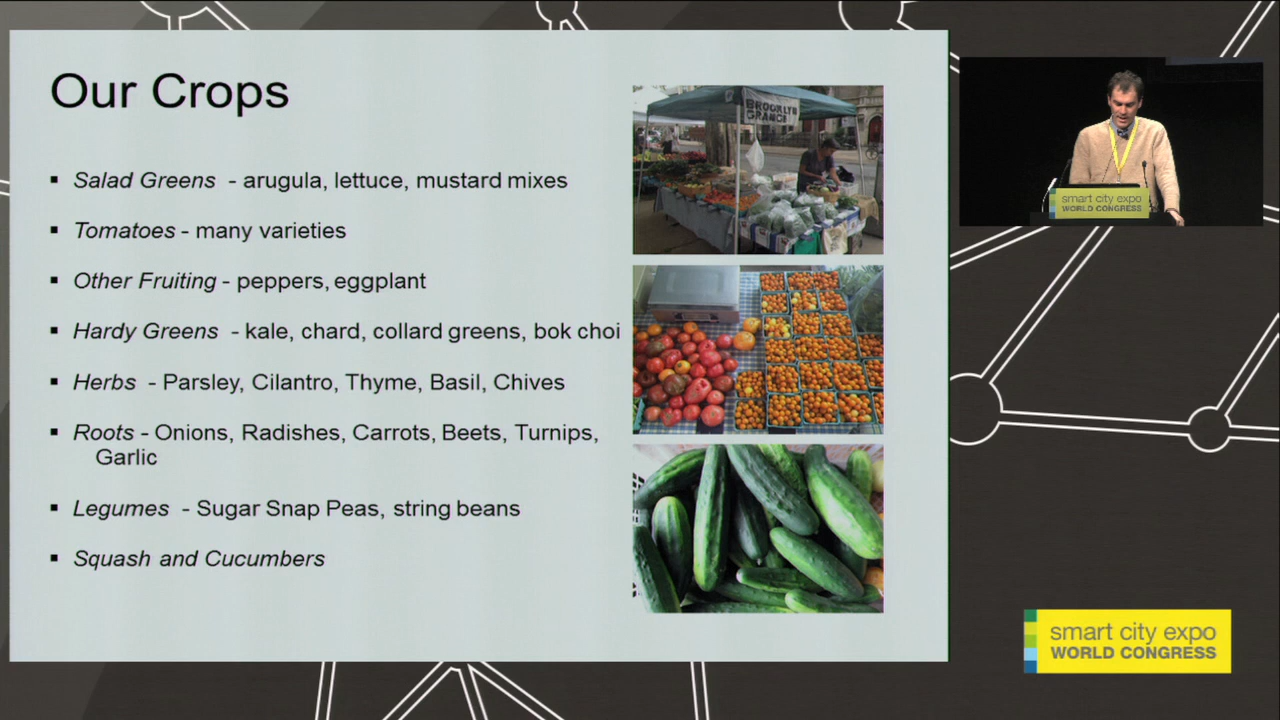 Our Crops
▪ Salad Greens - arugula, lettuce, mustard mixes
▪ Tomatoes - many varieties
▪ Other Fruiting - peppers, eggplant
▪ Hardy Greens - kale, chard, collard greens, bok choi
▪ Herbs - Parsley, Cilantro, Thyme, Basil, Chives
▪ Roots - Onions, Radishes, Carrots, Beets, Turnips,
Garlic
▪ Legumes - Sugar Snap Peas, string beans
▪ Squash and Cucumbers
BROOKLYN
GRANGE
smart city expo
WORLD CONGRESS
smart city expo
WORLD CONGRESS